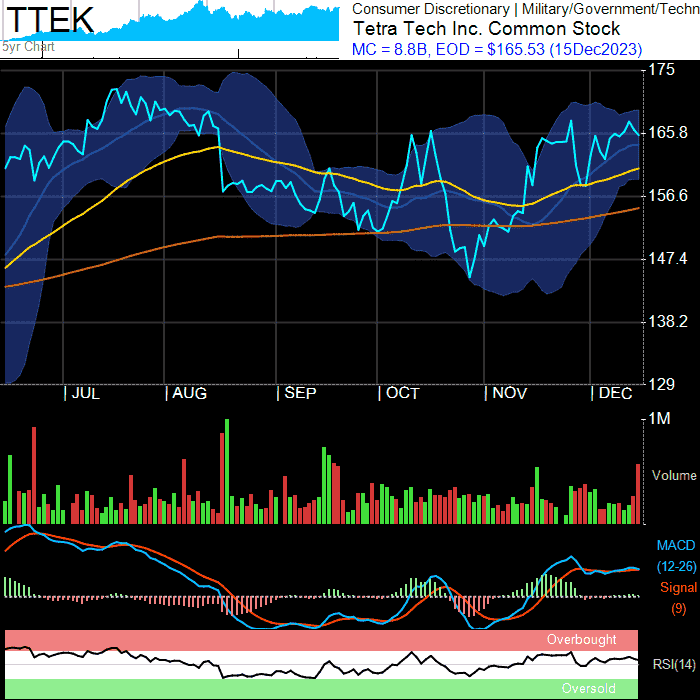 TTEK
5yr Chart
Consumer Discretionary | Military/Government/Techn
Tetra Tech Inc. Common Stock
MC = 8.8B, EOD = $165.53 (15Dec2023)
175
165.8
156.6
147.4
138.2
129
JUL AUG SEP OCT NOV DEC
1M
Volume
MACD
(12-26)
Signal
(9)
Overbought
RSI(14)
Oversold